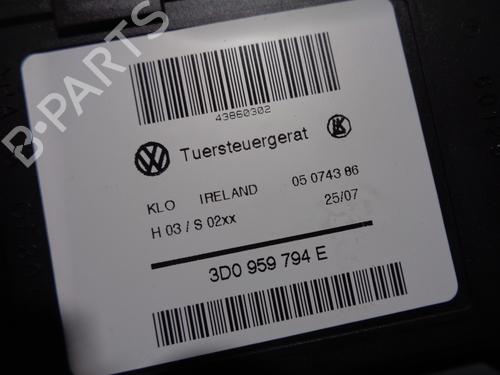 B-PARTS
43860302
Tuersteuergerat
KLO IRELAND 05 0743 86
H 03 / S 02xx 25/07
3D0 959 794 E